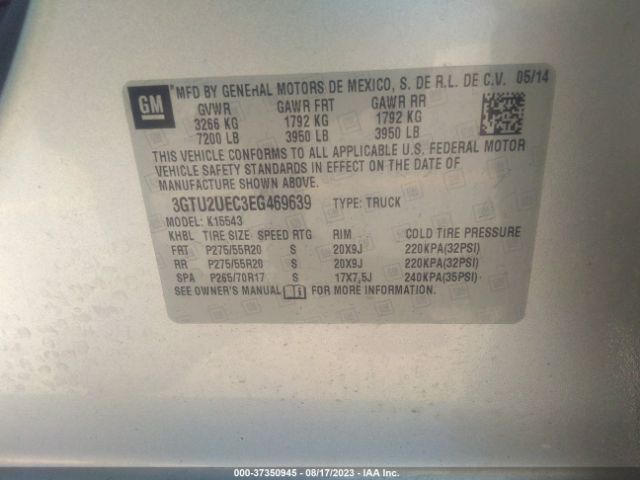 GM
*MFD BY GENERAL MOTORS DE MEXICO, S. DE R.L. DE C.V. 05/14
GVWR GAWR FRT GAWR RR
3266 KG 1792 KG 1792 KG
7200 LB 3950 LB 3950 LB
THIS VEHICLE CONFORMS TO ALL APPLICABLE U.S. FEDERAL MOTOR
VEHICLE SAFETY STANDARDS IN EFFECT ON THE DATE OF
MANUFACTURE SHOWN ABOVE.
3GTU2UEC3EG469639 TYPE: TRUCK
MODEL: K15543
KHBL TIRE SIZE SPEED RTG RIM COLD TIRE PRESSURE
FRT P275/55R20 S 20X9J 220KPA(32PSI)
RR P275/55R20 S 20X9J 220KPA(32PSI)
SPA P265/70R17 S 17X7.5J 240KPA(35PSI)
SEE OWNER'S MANUAL FOR MORE INFORMATION.
000-37350945 - 08/17/2023 - IAA Inc.